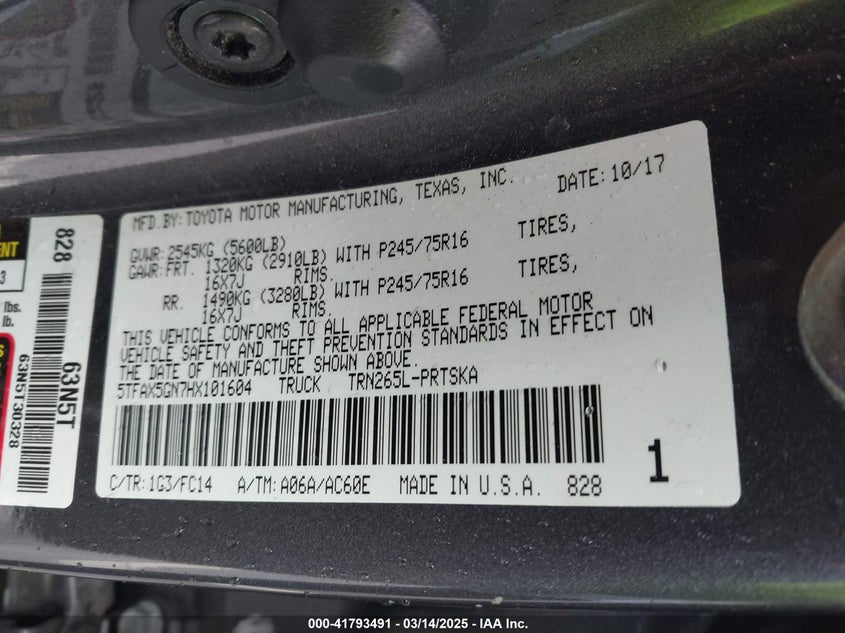 MFD.BY:TOYOTA MOTOR MANUFACTURING, TEXAS, INC. DATE:10/17
GVWR:2545KG (5600LB)
GAWR:FRT. 1320KG (2910LB) WITH P245/75R16 TIRES,
16X7J RIMS.
RR. 1490KG (3280LB) WITH P245/75R16 TIRES,
16X7J RIMS.
THIS VEHICLE CONFORMS TO ALL APPLICABLE FEDERAL MOTOR
VEHICLE SAFETY AND THEFT PREVENTION STANDARDS IN EFFECT ON
THE DATE OF MANUFACTURE SHOWN ABOVE.
5TFAX5GN7HX101604 TRUCK TRN265L-PRTSKA
C/TR:1G3/FC14 A/TM:A06A/AC60E MADE IN U.S.A. 828
1
828
63N5T
63N5T30328
3
lbs.
lb.
000-41793491 - 03/14/2025 - IAA Inc.